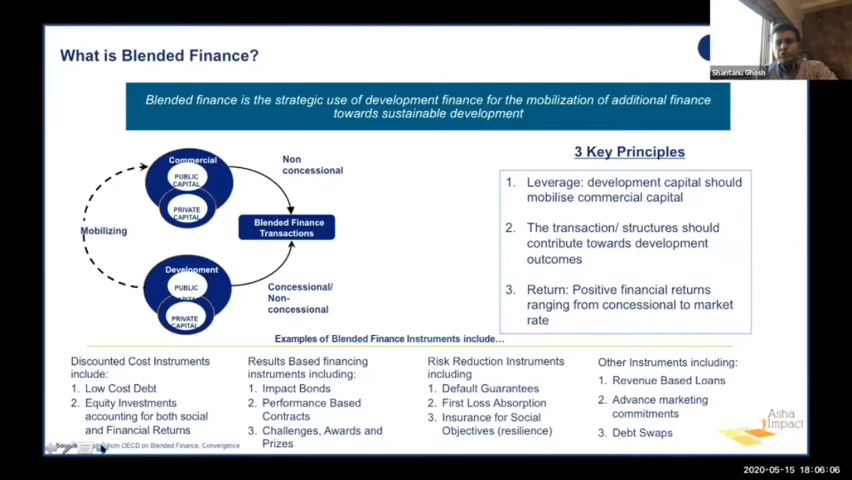 What is Blended Finance?
Shantanu Ghosh
Blended finance is the strategic use of development finance for the mobilization of additional finance
towards sustainable development
Commercial
PUBLIC
CAPITAL
PRIVATE
CAPITAL
Non
concessional
Mobilizing
Blended Finance
Transactions
Development
PUBLIC
PRIVATE
CAPITAL
Concessional/
Non-
concessional
3 Key Principles
1. Leverage: development capital should
mobilise commercial capital
2. The transaction/ structures should
contribute towards development
outcomes
3. Return: Positive financial returns
ranging from concessional to market
rate
Examples of Blended Finance Instruments include…
Discounted Cost Instruments
include:
1. Low Cost Debt
2. Equity Investments
accounting for both social
and Financial Returns
Results Based financing
instruments including:
1. Impact Bonds
2. Performance Based
Contracts
3. Challenges, Awards and
Prizes
Risk Reduction Instruments
including
1. Default Guarantees
2. First Loss Absorption
3. Insurance for Social
Objectives (resilience)
Other Instruments including:
1. Revenue Based Loans
2. Advance marketing
commitments
3. Debt Swaps
from OECD on Blended Finance, Convergence
Asha
Impact
2020-05-15 18:06:06